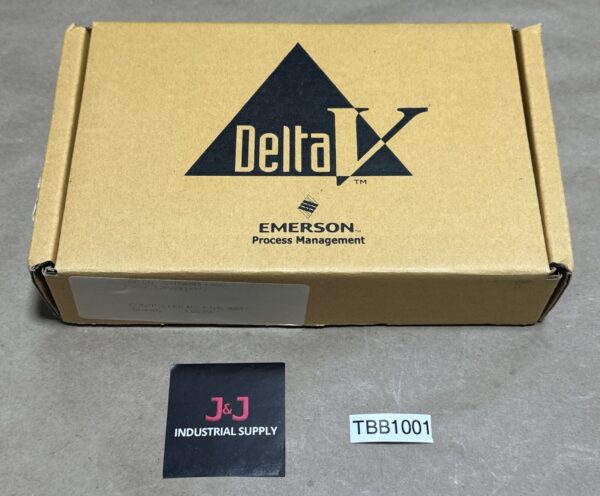 DeltaV
TM
EMERSON
Process Management
J&J
INDUSTRIAL SUPPLY
TBB1001